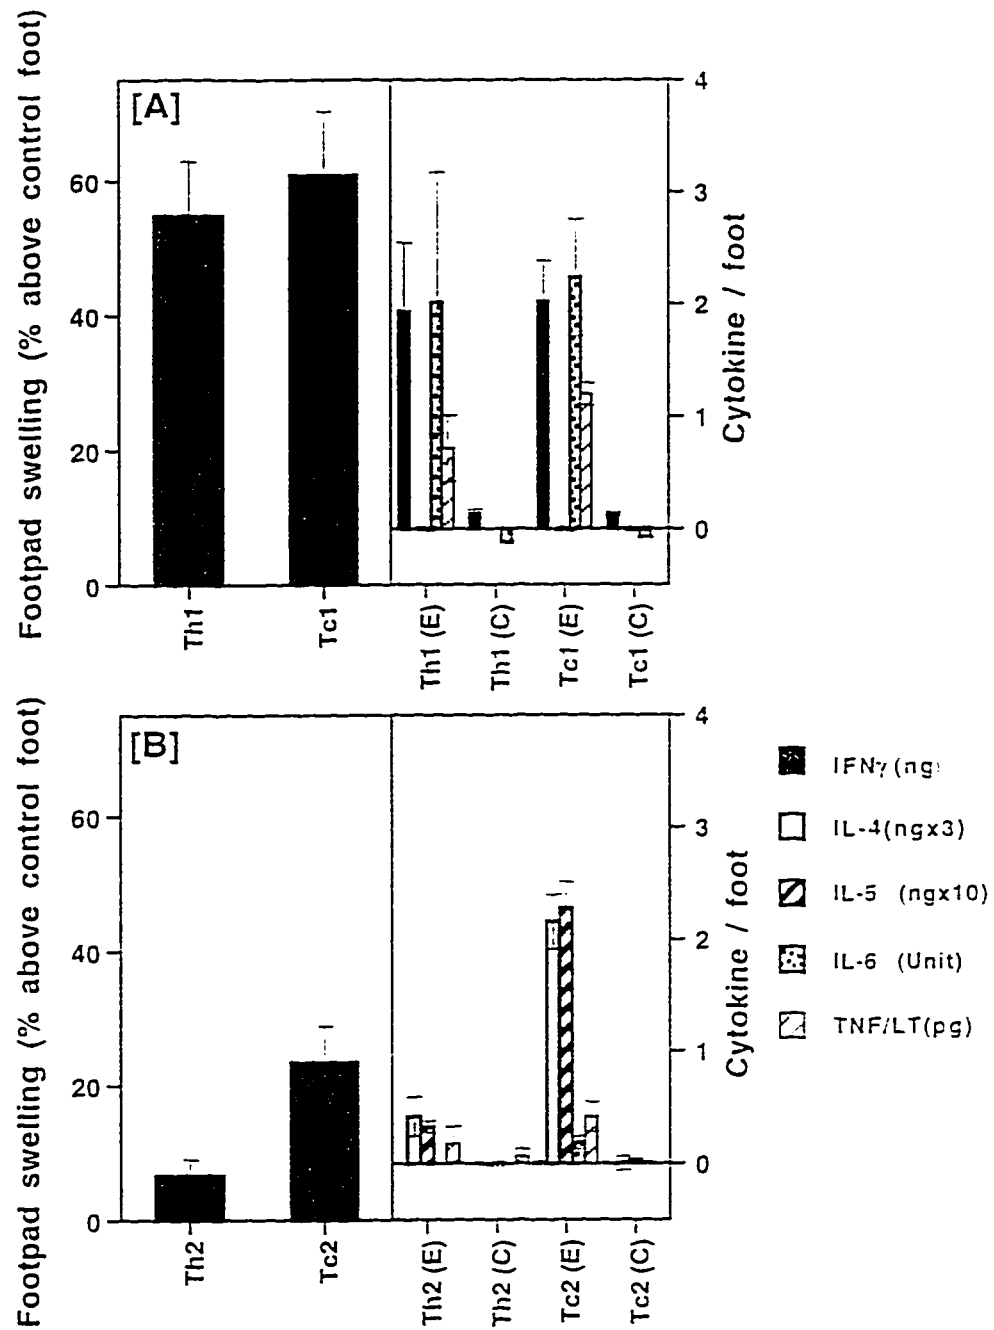 Footpad swelling (% above control foot)
[A]
60
40
20
0
Th1
Tc1
4
3
2
1
0
Cytokine / foot
Th1 (E)
Th1 (C)
Tc1 (E)
Tc1 (C)
Footpad swelling (% above control foot)
[B]
60
40
20
0
Th2
Tc2
4
3
2
1
0
Cytokine / foot
Th2 (E)
Th2 (C)
Tc2 (E)
Tc2 (C)
IFNγ (ng)
IL-4(ngx3)
IL-5 (ngx10)
IL-6 (Unit)
TNF/LT(pg)